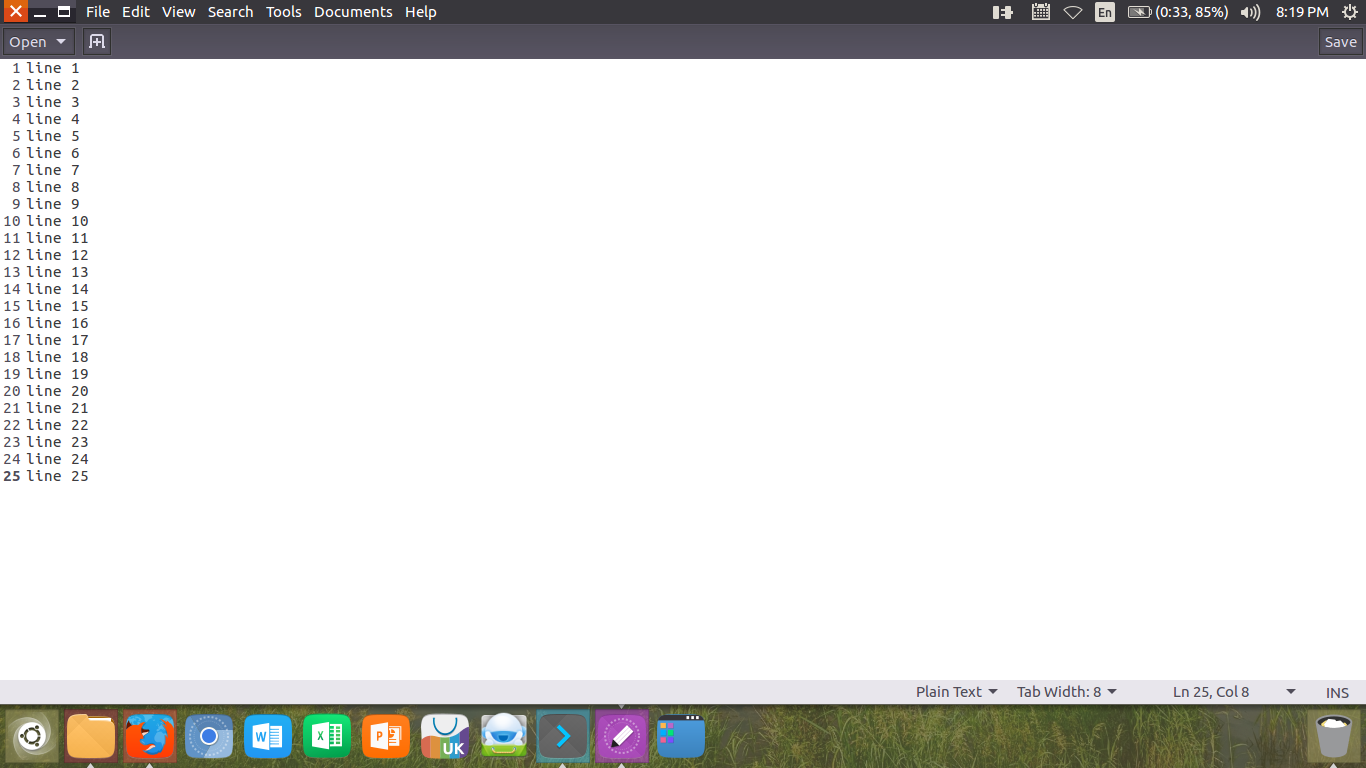 File Edit View Search Tools Documents Help En (0:33, 85%) 8:19 PM
Open Save
1 line 1
2 line 2
3 line 3
4 line 4
5 line 5
6 line 6
7 line 7
8 line 8
9 line 9
10 line 10
11 line 11
12 line 12
13 line 13
14 line 14
15 line 15
16 line 16
17 line 17
18 line 18
19 line 19
20 line 20
21 line 21
22 line 22
23 line 23
24 line 24
25 line 25
Plain Text Tab Width: 8 Ln 25, Col 8 INS
W X P UK